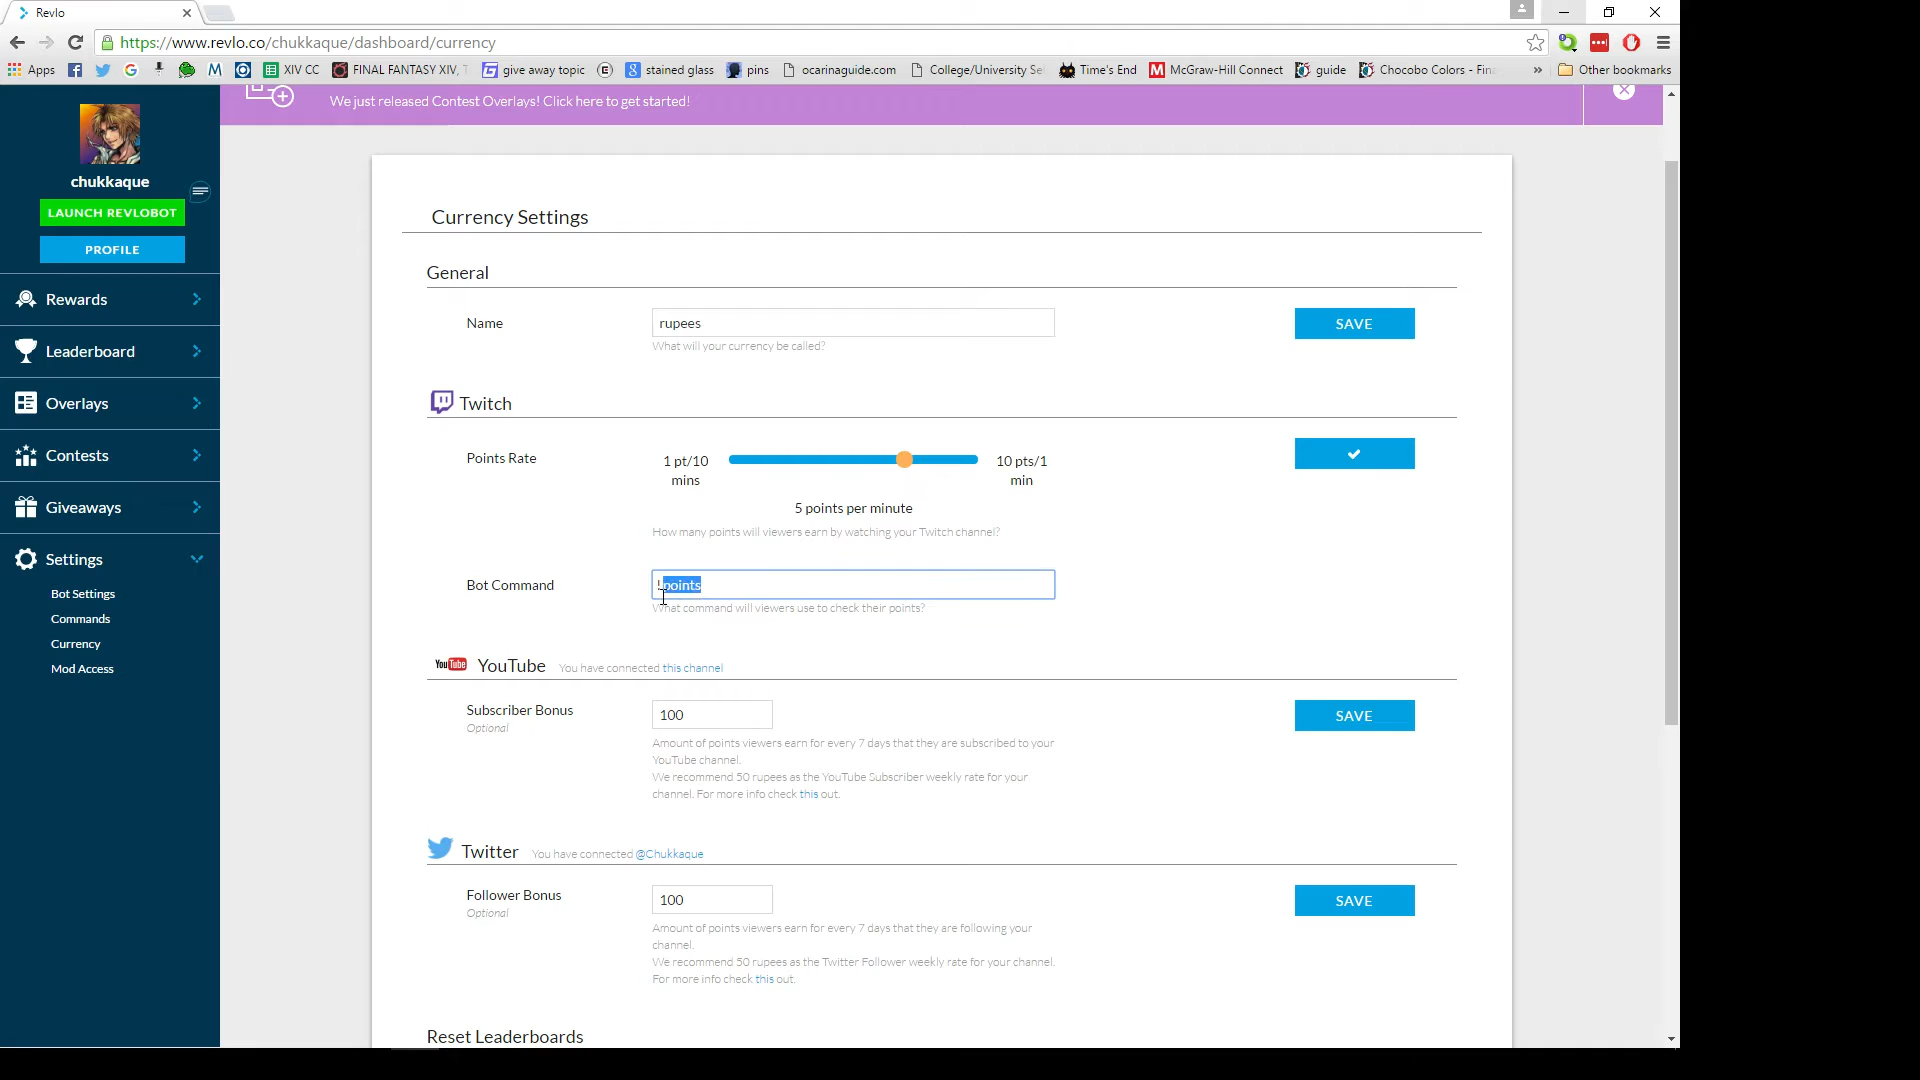 Revlo
https://www.revlo.co/chukkaque/dashboard/currency
Apps
XIV CC
FINAL FANTASY XIV, T
give away topic
stained glass
pins
ocarinaguide.com
College/University Se
Time's End
McGraw-Hill Connect
guide
Chocobo Colors - Fin
»
Other bookmarks
We just released Contest Overlays! Click here to get started!
chukkaque
LAUNCH REVLOBOT
PROFILE
Rewards
Leaderboard
Overlays
Contests
Giveaways
Settings
Bot Settings
Commands
Currency
Mod Access
Currency Settings
General
Name
rupees
SAVE
What will your currency be called?
Twitch
Points Rate
1 pt/10
mins
10 pts/1
min
5 points per minute
How many points will viewers earn by watching your Twitch channel?
Bot Command
!points
What command will viewers use to check their points?
YouTube YouTube You have connected this channel
Subscriber Bonus
Optional
100
SAVE
Amount of points viewers earn for every 7 days that they are subscribed to your
YouTube channel.
We recommend 50 rupees as the YouTube Subscriber weekly rate for your
channel. For more info check this out.
Twitter You have connected @Chukkaque
Follower Bonus
Optional
100
SAVE
Amount of points viewers earn for every 7 days that they are following your
channel.
We recommend 50 rupees as the Twitter Follower weekly rate for your channel.
For more info check this out.
Reset Leaderboards